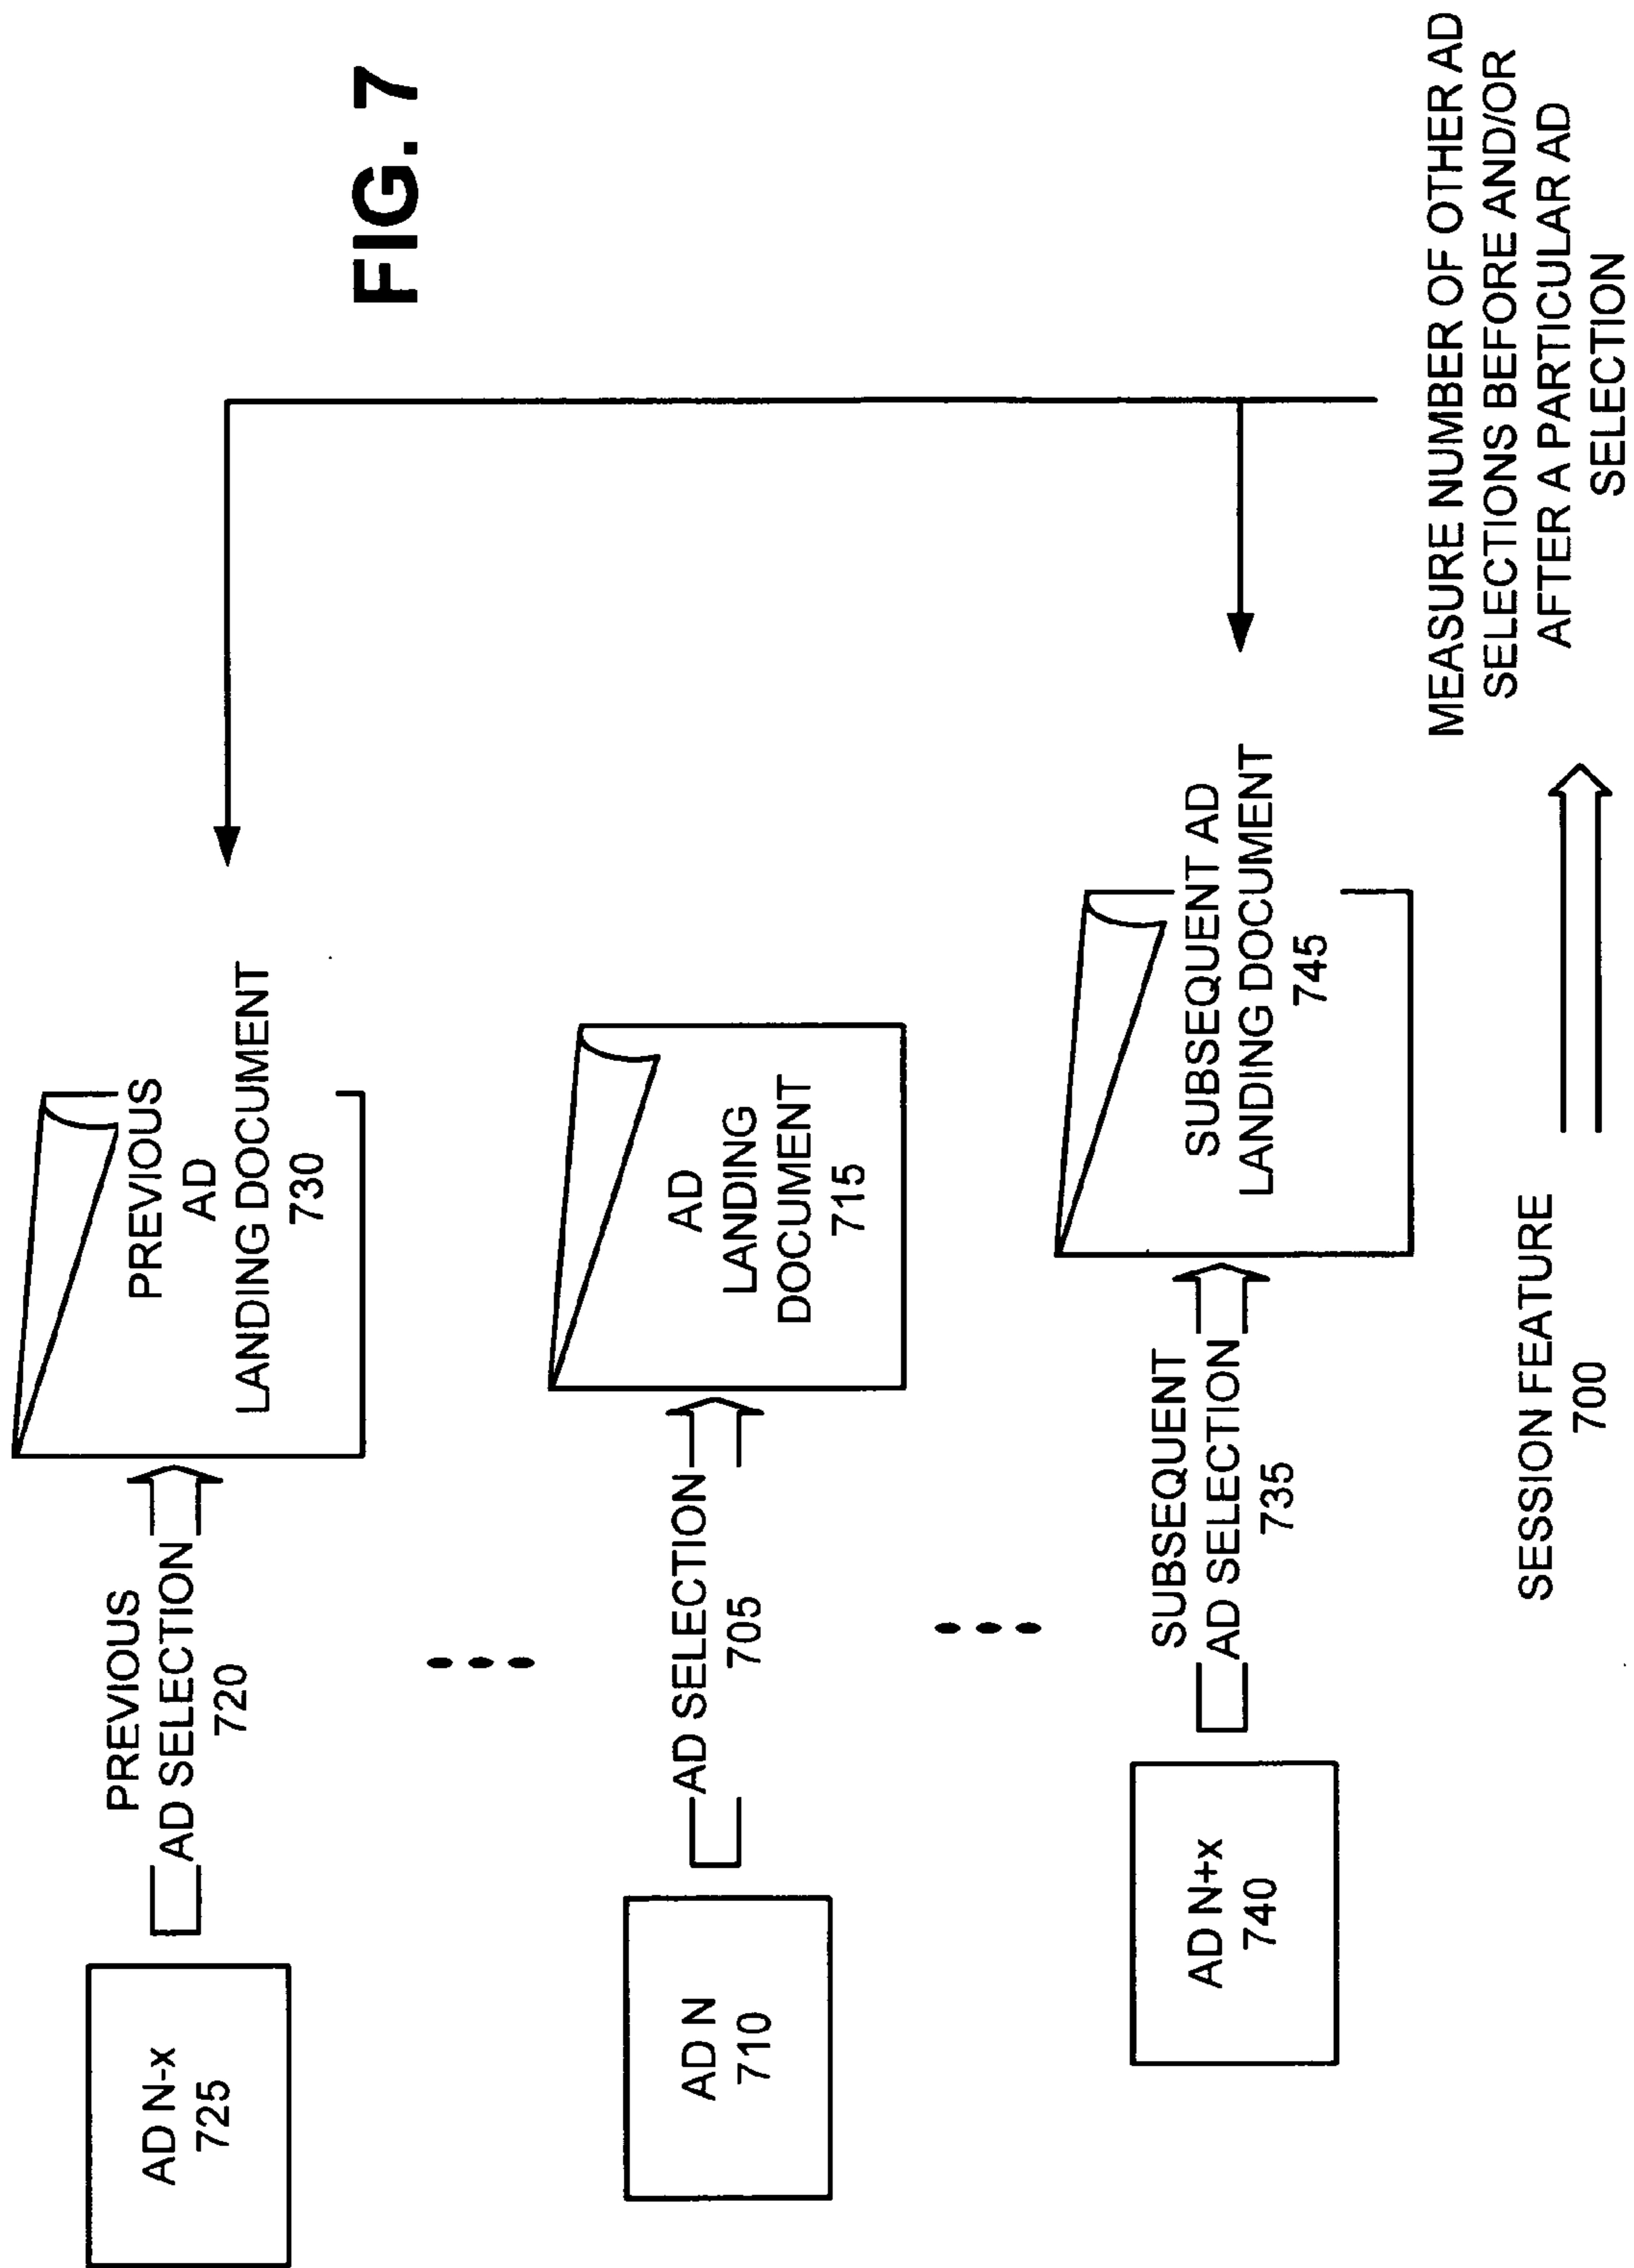 FIG. 7
AD N-x
725
PREVIOUS
AD SELECTION
720
PREVIOUS
AD
LANDING DOCUMENT
730
AD N
710
AD SELECTION
705
AD
LANDING
DOCUMENT
715
AD N+x
740
SUBSEQUENT
AD SELECTION
735
SUBSEQUENT AD
LANDING DOCUMENT
745
SESSION FEATURE
700
MEASURE NUMBER OF OTHER AD
SELECTIONS BEFORE AND/OR
AFTER A PARTICULAR AD
SELECTION